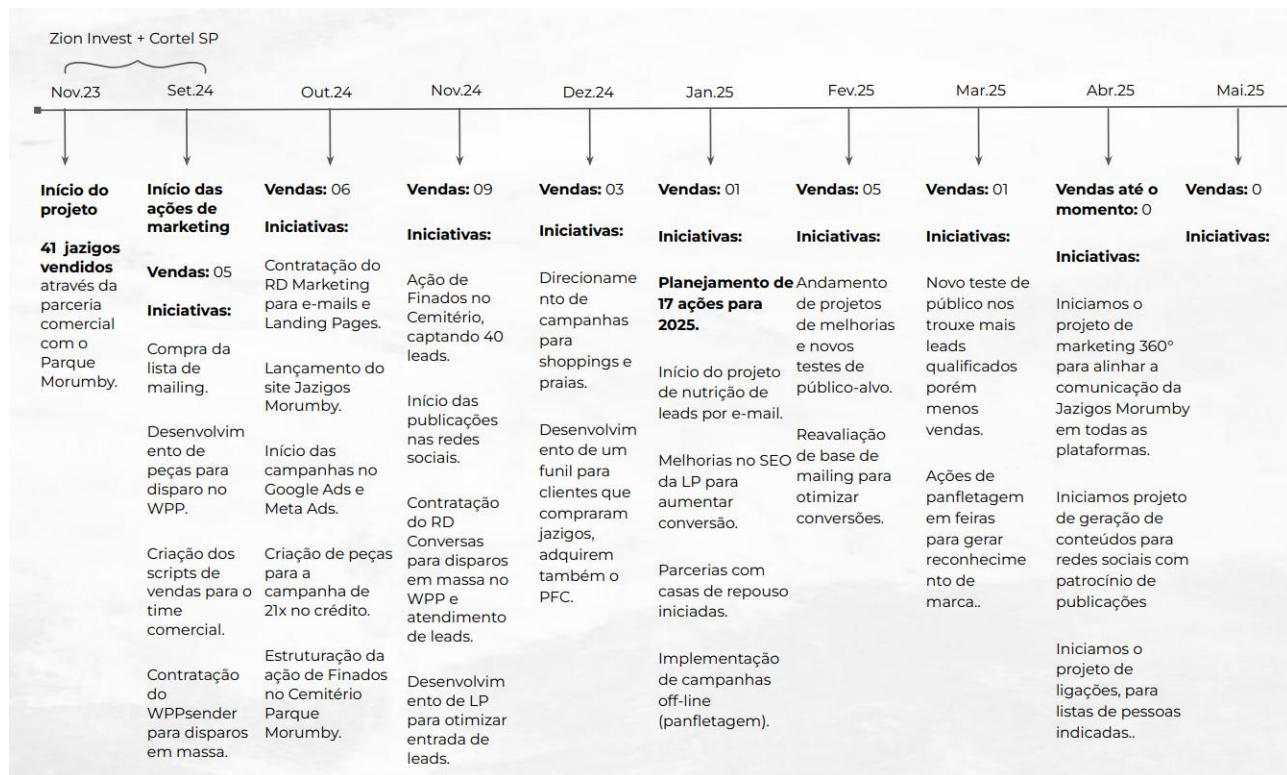 Zion Invest + Cortel SP
Nov.23
Set.24
Out.24
Nov.24
Dez.24
Jan.25
Fev.25
Mar.25
Abr.25
Mai.25
Início do
projeto
41 jazigos
vendidos
através da
parceria
comercial
com o
Parque
Morumby.
Início das
ações de
marketing
Vendas: 05
Iniciativas:
Compra da
lista de
mailing.
Desenvolvim
ento de
peças para
disparo no
WPP.
Criação dos
scripts de
vendas para o
time
comercial.
Contratação
do
WPPsender
para disparos
em massa.
Vendas: 06
Iniciativas:
Contratação do
RD Marketing
para e-mails e
Landing Pages.
Lançamento do
site Jazigos
Morumby.
Início das
campanhas no
Google Ads e
Meta Ads.
Criação de peças
para a
campanha de
21x no crédito.
Estruturação da
ação de Finados
no Cemitério
Parque
Morumby.
Vendas: 09
Iniciativas:
Ação de
Finados no
Cemitério,
captando 40
leads.
Início das
publicações
nas redes
sociais.
Contratação
do RD
Conversas
para disparos
em massa no
WPP e
atendimento
de leads.
Desenvolvim
ento de LP
para otimizar
entrada de
leads.
Vendas: 03
Iniciativas:
Direcioname
nto de
campanhas
para
shoppings e
praias.
Desenvolvim
ento de um
funil para
clientes que
compraram
jazigos,
adquirem
também o
PFC.
Vendas: 01
Iniciativas:
Planejamento de
17 ações para
2025.
Início do projeto
de nutrição de
leads por e-mail.
Melhorias no SEO
da LP para
aumentar
conversão.
Parcerias com
casas de repouso
iniciadas.
Implementação
de campanhas
off-line
(panfletagem).
Vendas: 05
Iniciativas:
Andamento
de projetos
de melhorias
e novos
testes de
público-alvo.
Reavaliação
de base de
mailing para
otimizar
conversões.
Vendas: 01
Iniciativas:
Novo teste de
público nos
trouxe mais
leads
qualificados
porém
menos
vendas.
Ações de
panfletagem
em feiras
para gerar
reconhecime
nto de
marca..
Vendas até o
momento: 0
Iniciativas:
Iniciamos o
projeto de
marketing 360°
para alinhar a
comunicação da
Jazigos Morumby
em todas as
plataformas.
Iniciamos projeto
de geração de
conteúdos para
redes sociais com
patrocínio de
publicações
Iniciamos o
projeto de
ligações, para
listas de pessoas
indicadas..
Vendas: 0
Iniciativas: